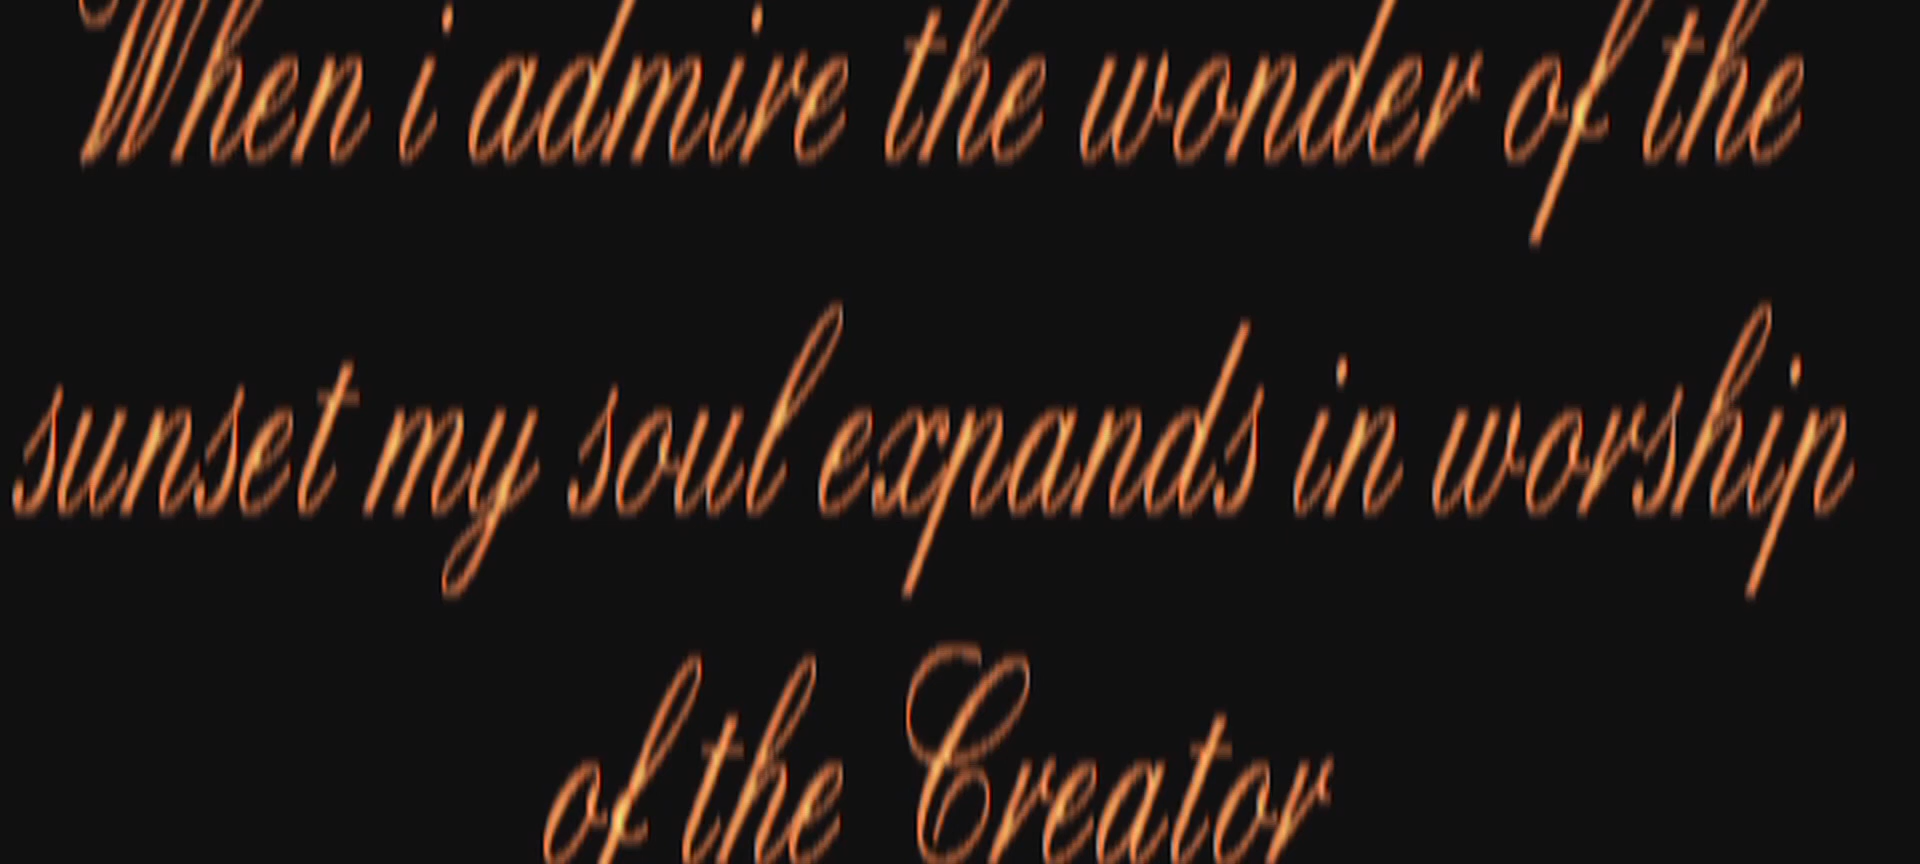 When i admire the wonder of the
sunset my soul expands in worship
of the Creator